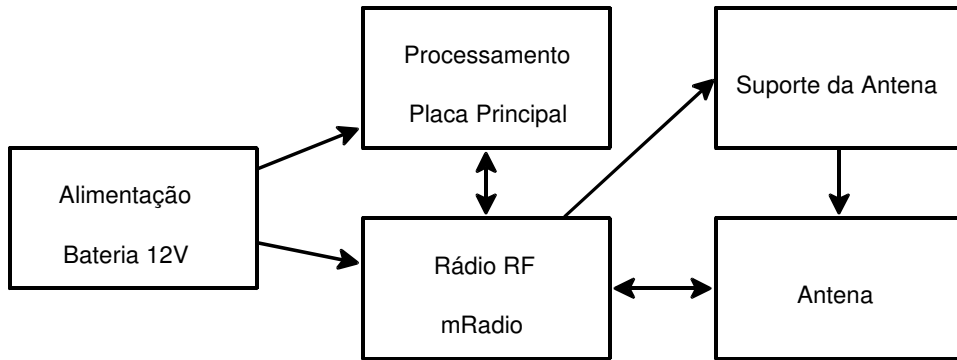 Processamento
Placa Principal
Suporte da Antena
Alimentação
Bateria 12V
Rádio RF
mRadio
Antena